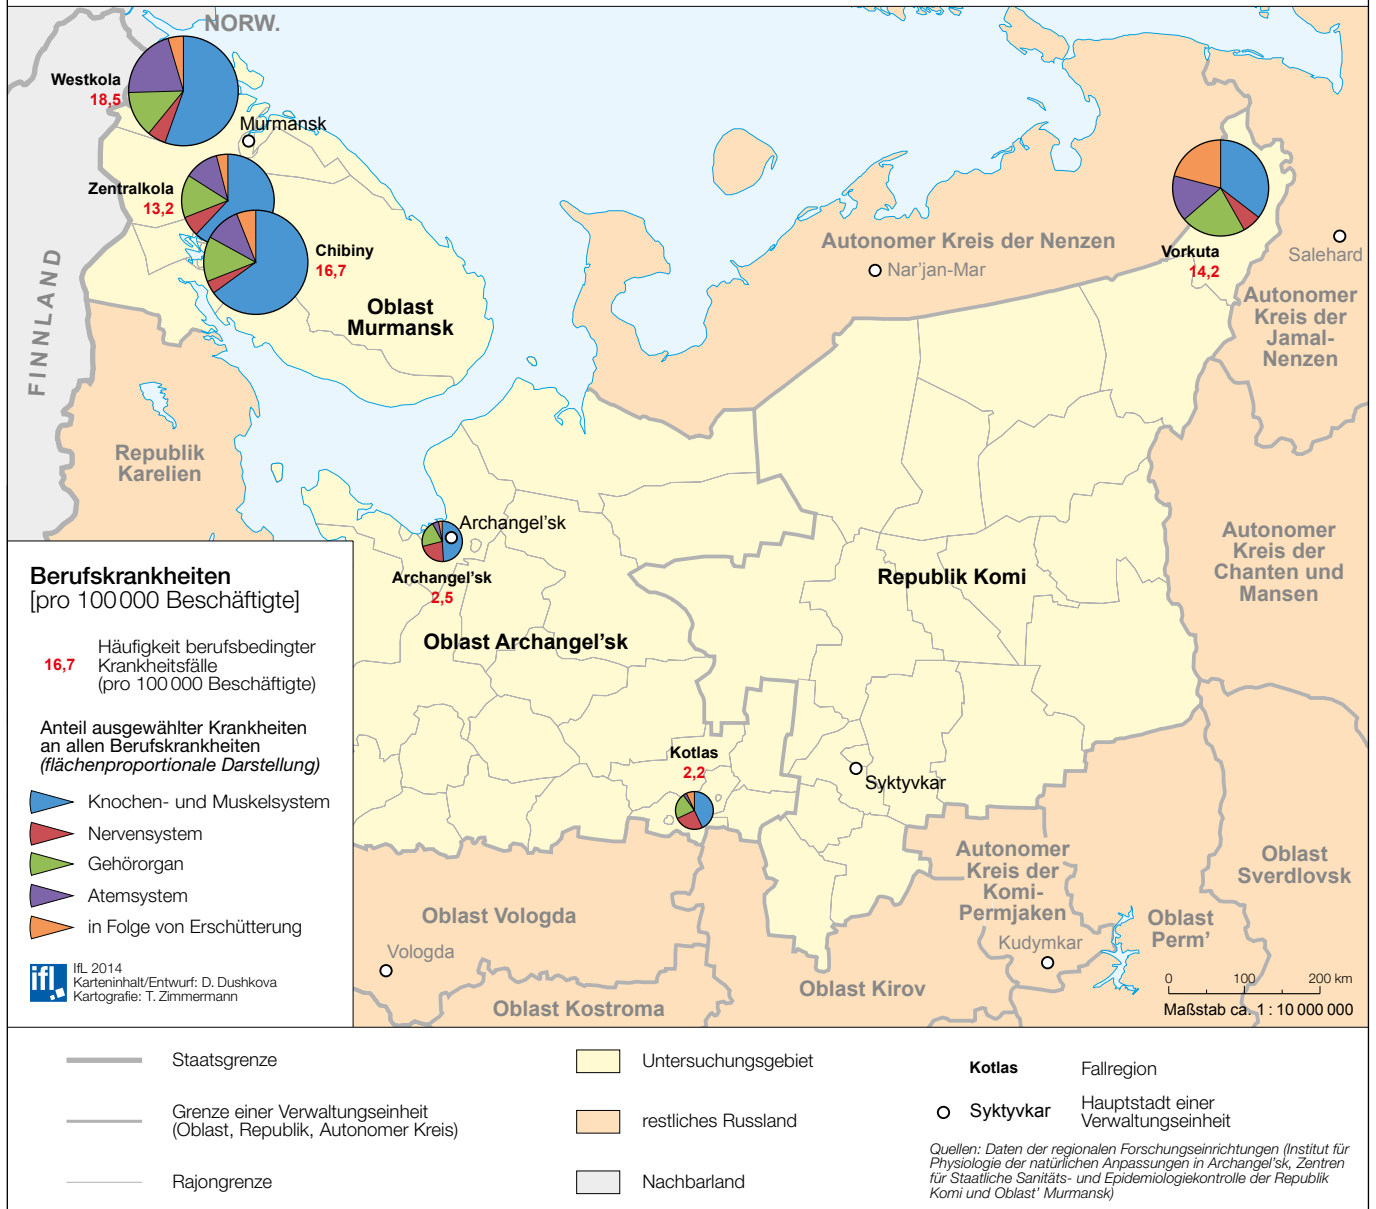 NORW.
Westkola
18,5
Murmansk
Zentralkola
13,2
Chibiny
16,7
Oblast
Murmansk
FINNLAND
Republik
Karelien
Autonomer Kreis der Nenzen
Nar'jan-Mar
Vorkuta
14,2
Salehard
Autonomer
Kreis der
Jamal-
Nenzen
Archangel'sk
Archangel'sk
2,5
Oblast Archangel'sk
Republik Komi
Autonomer
Kreis der
Chanten und
Mansen
Kotlas
2,2
Syktyvkar
Autonomer
Kreis der
Komi-
Permjaken
Kudymkar
Oblast
Sverdlovsk
Oblast
Perm'
Oblast Vologda
Vologda
Oblast Kostroma
Oblast Kirov
0 100 200 km
Maßstab ca. 1 : 10 000 000
Berufskrankheiten
[pro 100 000 Beschäftigte]
16,7
Häufigkeit berufsbedingter
Krankheitsfälle
(pro 100 000 Beschäftigte)
Anteil ausgewählter Krankheiten
an allen Berufskrankheiten
(flächenproportionale Darstellung)
Knochen- und Muskelsystem
Nervensystem
Gehörorgan
Atemsystem
in Folge von Erschütterung
ifl
IfL 2014
Karteninhalt/Entwurf: D. Dushkova
Kartografie: T. Zimmermann
Staatsgrenze
Grenze einer Verwaltungseinheit
(Oblast, Republik, Autonomer Kreis)
Rajongrenze
Untersuchungsgebiet
restliches Russland
Nachbarland
Kotlas Fallregion
Syktyvkar Hauptstadt einer
Verwaltungseinheit
Quellen: Daten der regionalen Forschungseinrichtungen (Institut für
Physiologie der natürlichen Anpassungen in Archangel'sk, Zentren
für Staatliche Sanitäts- und Epidemiologiekontrolle der Republik
Komi und Oblast' Murmansk)